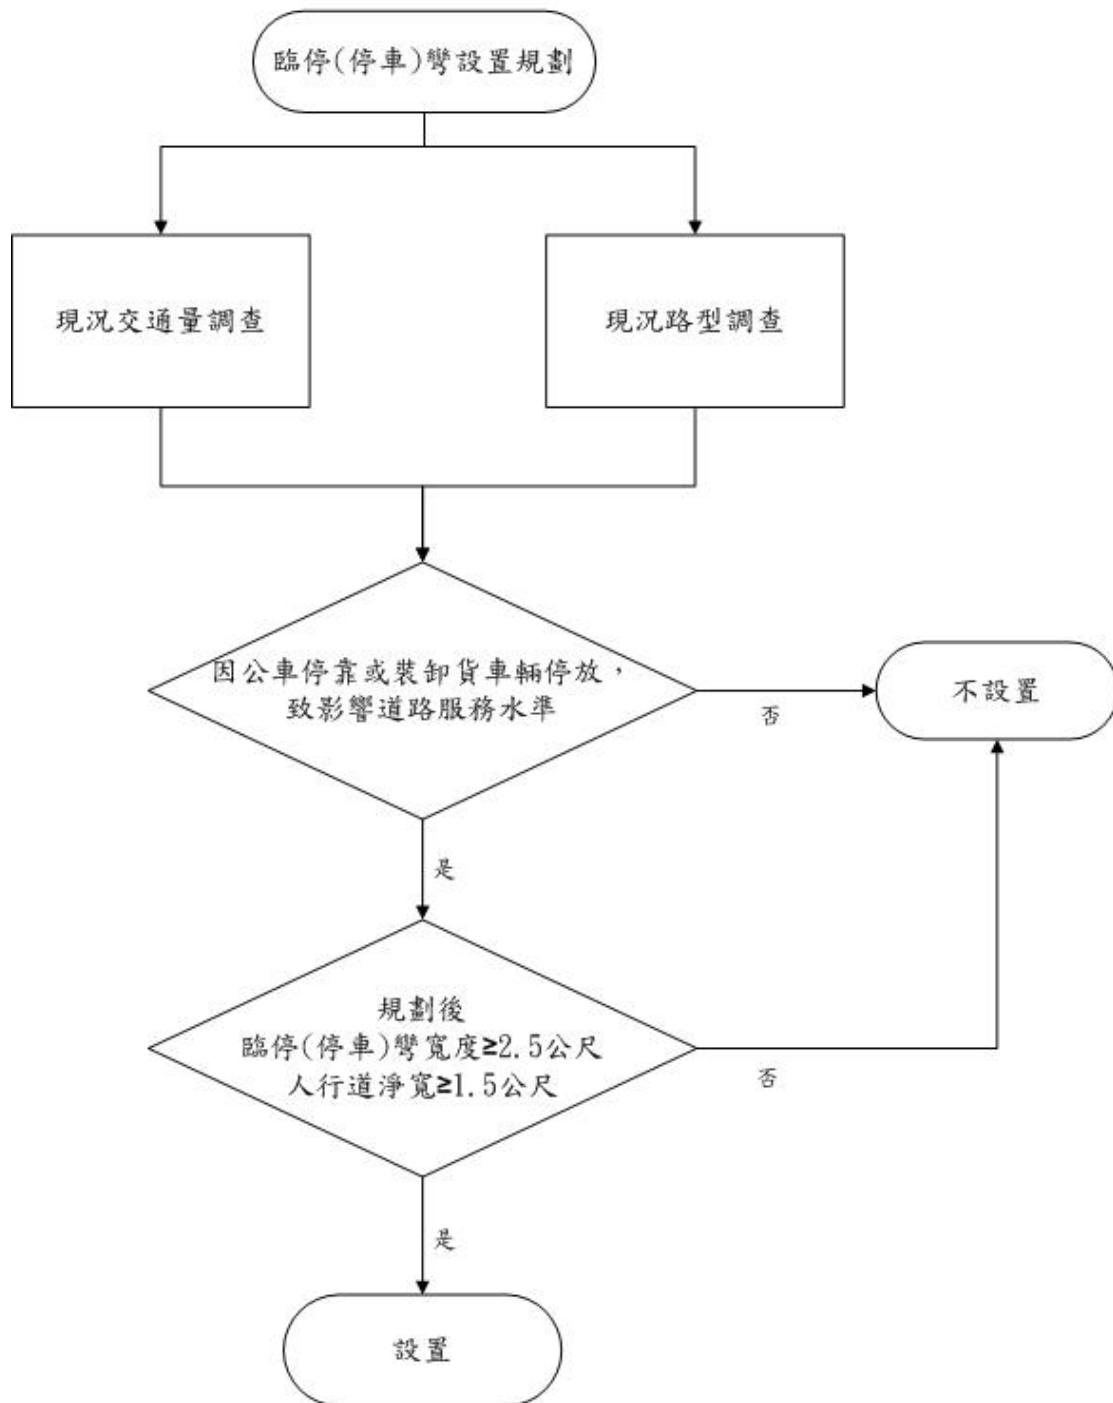 臨停(停車)彎設置規劃
現況交通量調查
現況路型調查
因公車停靠或裝卸貨車輛停放，
致影響道路服務水準
否
不設置
是
規劃後
臨停(停車)彎寬度≥2.5公尺
人行道淨寬≥1.5公尺
否
是
設置